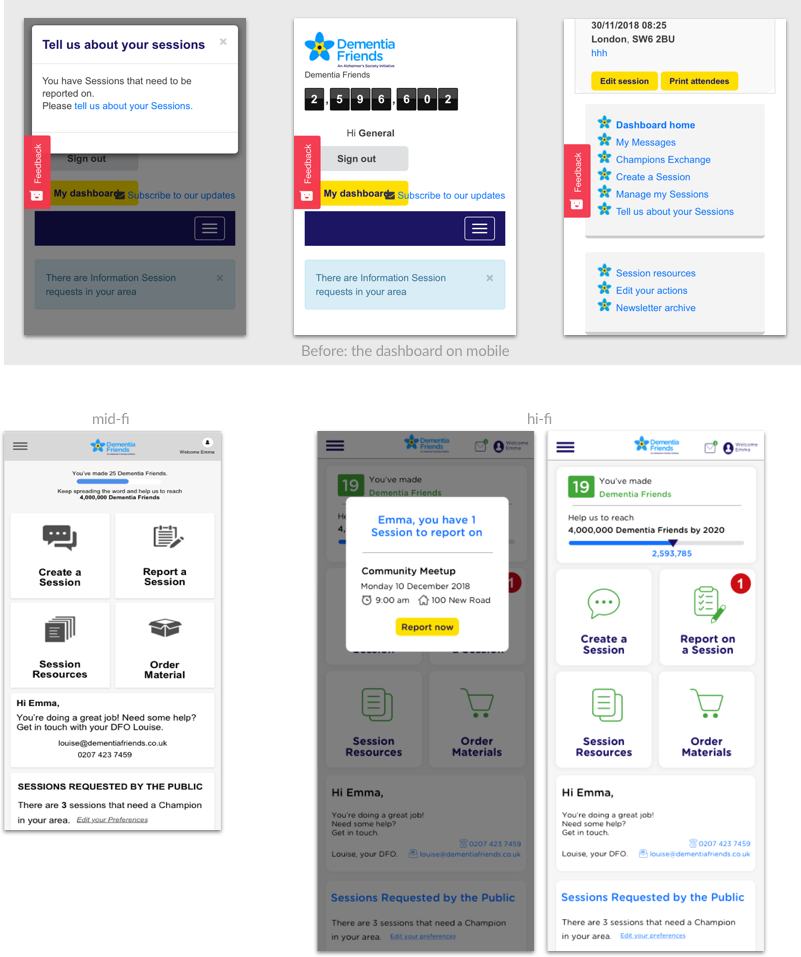 Tell us about your sessions ×
You have Sessions that need to be
reported on.
Please tell us about your Sessions.
Feedback
Sign out
My dashboard
Subscribe to our updates
There are Information Session
requests in your area
×
Dementia
Friends
An Alzheimer's Society Initiative
Dementia Friends
2,596,602
Hi General
Feedback
Sign out
My dashboard
Subscribe to our updates
There are Information Session
requests in your area
×
30/11/2018 08:25
London, SW6 2BU
hhh
Edit session Print attendees
Feedback
Dashboard home
My Messages
Champions Exchange
Create a Session
Manage my Sessions
Tell us about your Sessions
Session resources
Edit your actions
Newsletter archive
Before: the dashboard on mobile
mid-fi
Dementia
Friends
Welcome Emma
You've made 25 Dementia Friends.
Keep spreading the word and help us to reach
4,000,000 Dementia Friends
Create a
Session
Report a
Session
Session
Resources
Order
Material
Hi Emma,
You're doing a great job! Need some help?
Get in touch with your DFO Louise.
louise@dementiafriends.co.uk
0207 423 7459
SESSIONS REQUESTED BY THE PUBLIC
There are 3 sessions that need a Champion
in your area. Edit your Preferences
hi-fi
Dementia
Friends
Welcome
Emma
19
You've made
Dementia Friends
He
4,
Emma, you have 1
Session to report on
Community Meetup
Monday 10 December 2018
9:00 am 100 New Road
Report now
1
Session
Session
Resources
Order
Materials
Hi Emma,
You're doing a great job!
Need some help?
Get in touch.
0207 423 7459
Louise, your DFO. louise@dementiafriends.co.uk
Sessions Requested by the Public
There are 3 sessions that need a Champion
in your area. Edit your preferences
Dementia
Friends
Welcome
Emma
19
You've made
Dementia Friends
Help us to reach
4,000,000 Dementia Friends by 2020
2,593,785
Create a
Session
1
Report on
a Session
Session
Resources
Order
Materials
Hi Emma,
You're doing a great job!
Need some help?
Get in touch.
0207 423 7459
Louise, your DFO. louise@dementiafriends.co.uk
Sessions Requested by the Public
There are 3 sessions that need a Champion
in your area. Edit your preferences